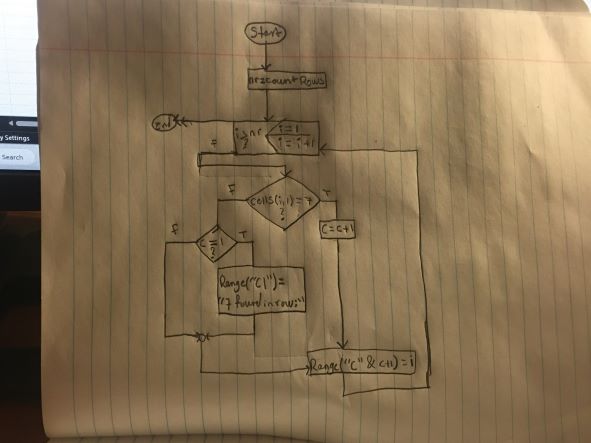 Start
nr=countRows
End
i>nr
?
i=1
i=i+1
F
F
cells(i,1)=7
?
T
C=C+1
F
C=1
?
T
Range("C1")=
"7 found in row:"
Range("C" & c+1)=i
y Settings
Search